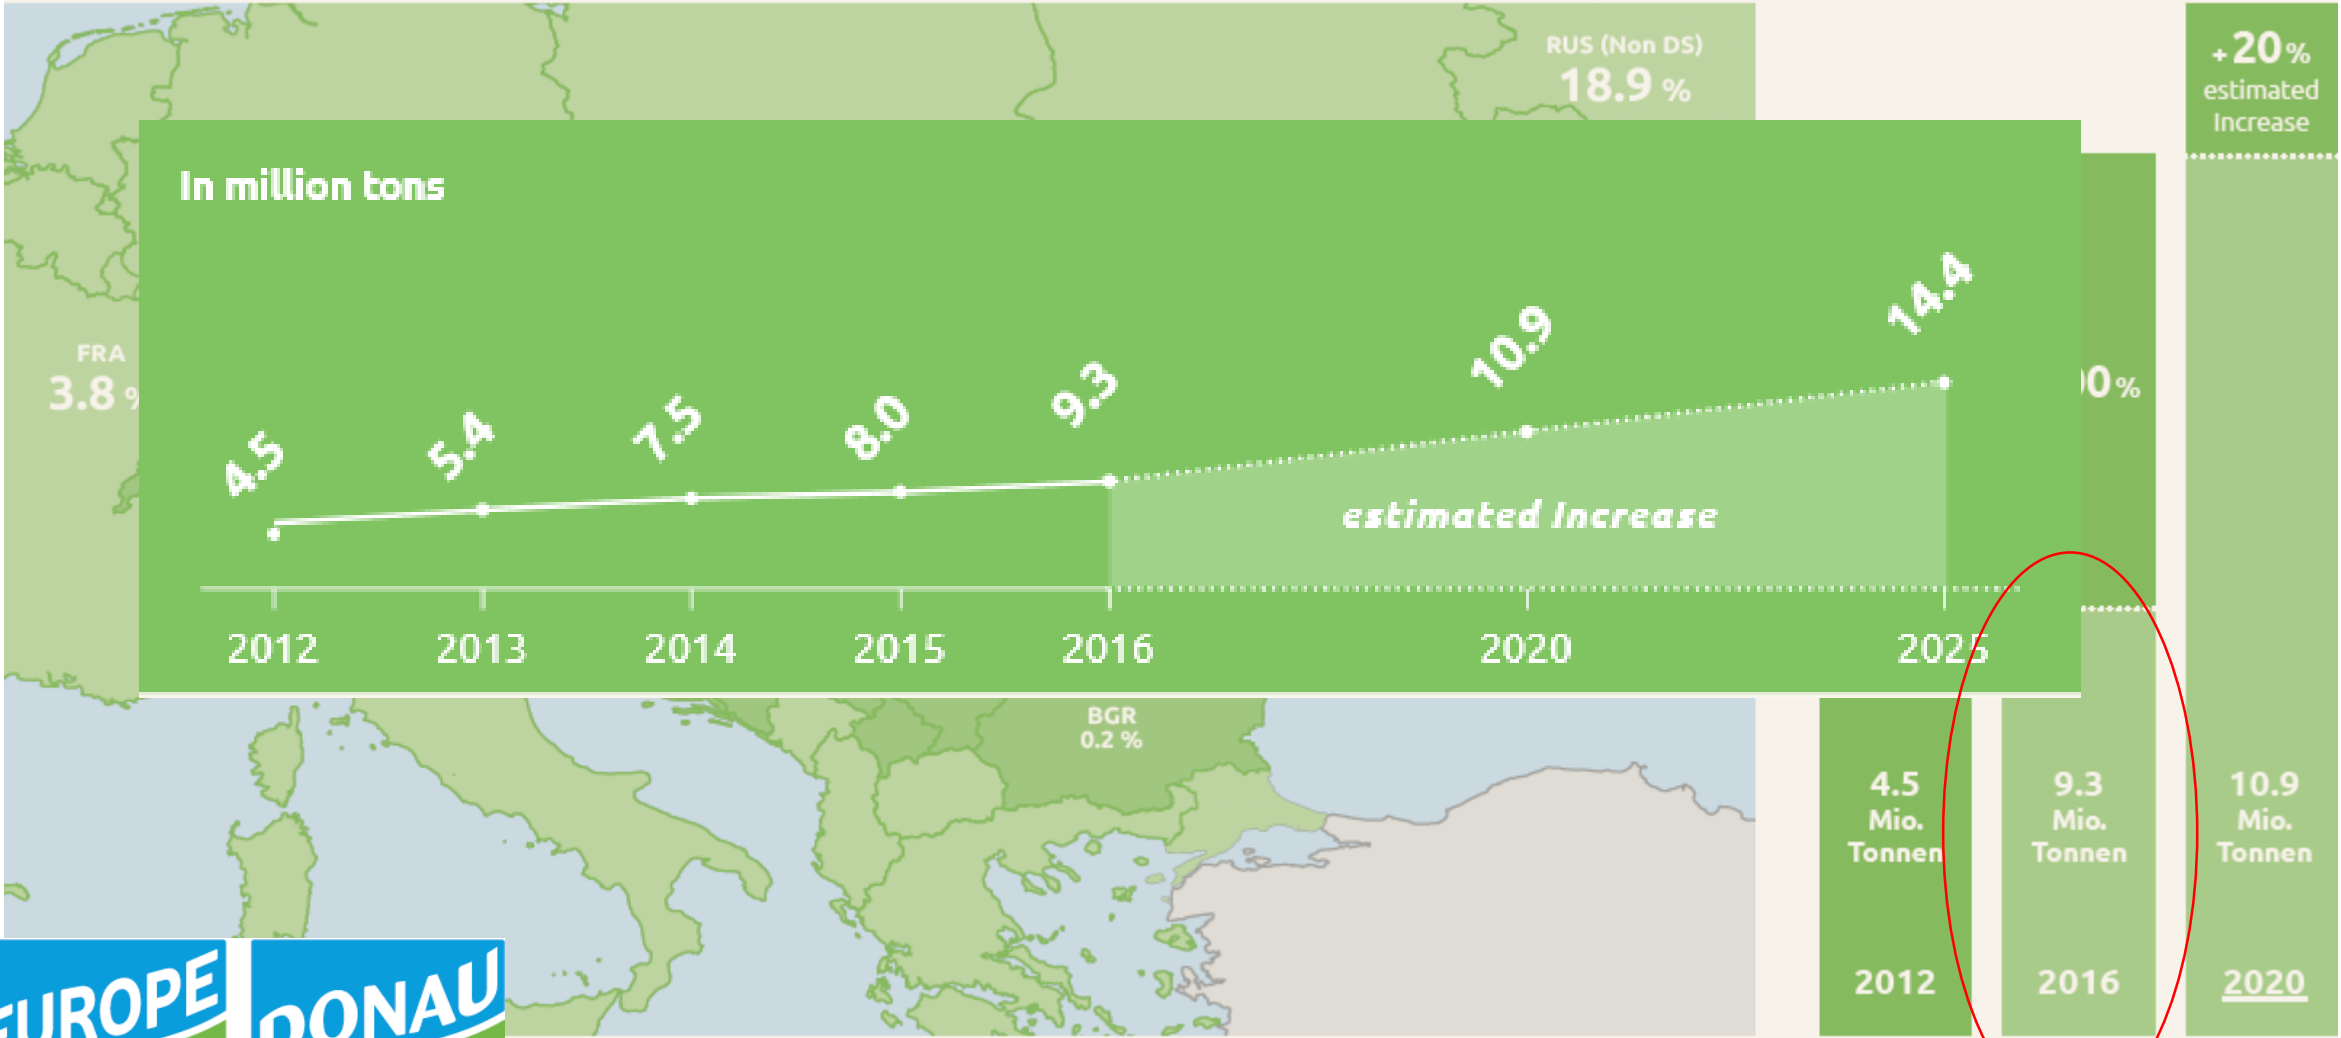 RUS (Non DS)
18.9 %
+ 20 %
estimated
Increase
In million tons
4.5
5.4
7.5
8.0
9.3
10.9
14.4
estimated Increase
2012
2013
2014
2015
2016
2020
2025
FRA
3.8 %
0 %
BGR
0.2 %
4.5
Mio.
Tonnen
2012
9.3
Mio.
Tonnen
2016
10.9
Mio.
Tonnen
2020
EUROPE
DONAU